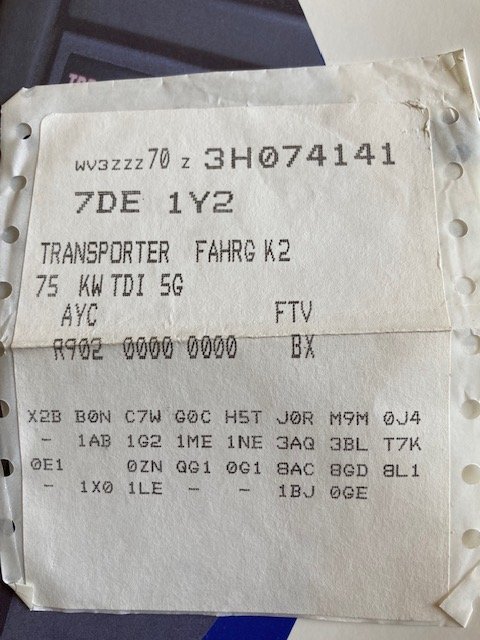 WV3ZZZ70 Z 3H074141
7DE 1Y2
TRANSPORTER FAHRG K2
75 KW TDI 5G
AYC FTV
R902 0000 0000 BX
X2B B0N C7W G0C H5T J0R M9M 0J4
- 1AB 1G2 1ME 1NE 3AQ 3BL T7K
0E1 0ZN QG1 0G1 8AC 8GD 8L1
- 1X0 1LE - - 1BJ 0GE